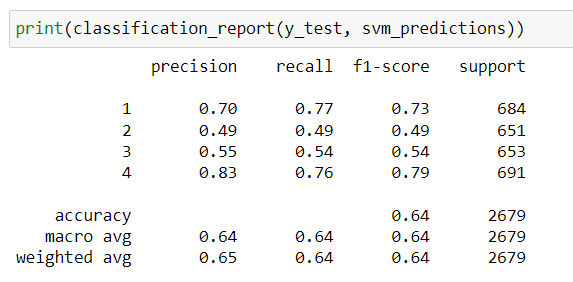 print(classification_report(y_test, svm_predictions))
precision recall f1-score support
1 0.70 0.77 0.73 684
2 0.49 0.49 0.49 651
3 0.55 0.54 0.54 653
4 0.83 0.76 0.79 691
accuracy 0.64 2679
macro avg 0.64 0.64 0.64 2679
weighted avg 0.65 0.64 0.64 2679